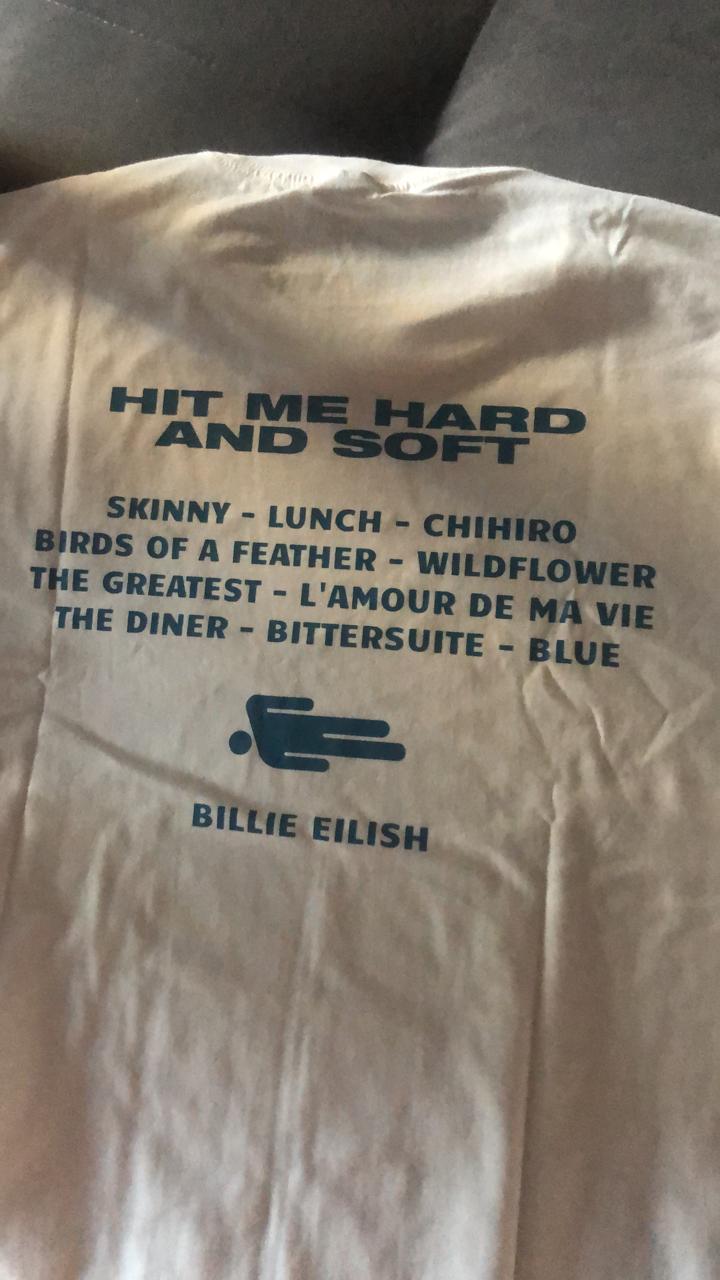 HIT ME HARD
AND SOFT
SKINNY - LUNCH - CHIHIRO
BIRDS OF A FEATHER - WILDFLOWER
THE GREATEST - L'AMOUR DE MA VIE
THE DINER - BITTERSUITE - BLUE
BILLIE EILISH